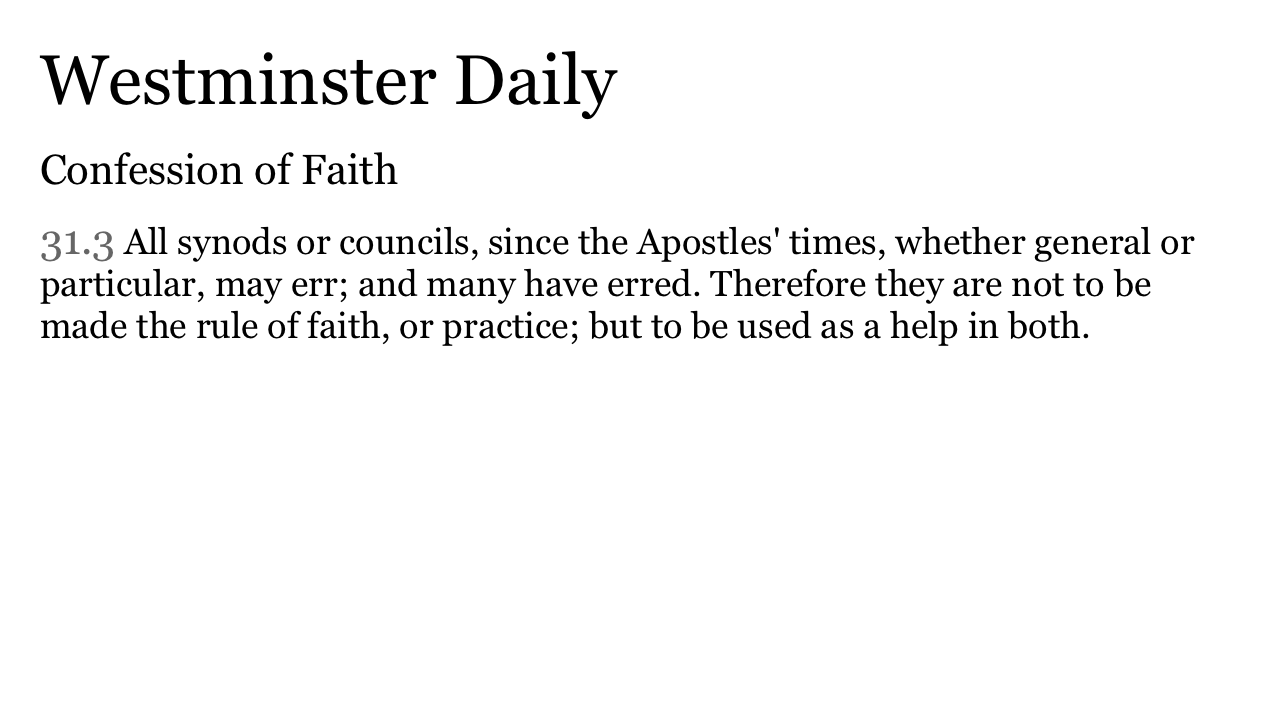 Westminster Daily
Confession of Faith
31.3 All synods or councils, since the Apostles' times, whether general or
particular, may err; and many have erred. Therefore they are not to be
made the rule of faith, or practice; but to be used as a help in both.